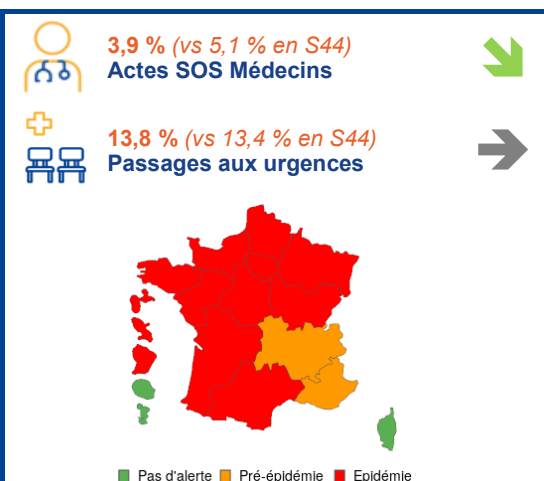 3,9 % (vs 5,1 % en S44)
Actes SOS Médecins
13,8 % (vs 13,4 % en S44)
Passages aux urgences
Pas d'alerte Pré-épidémie Epidémie